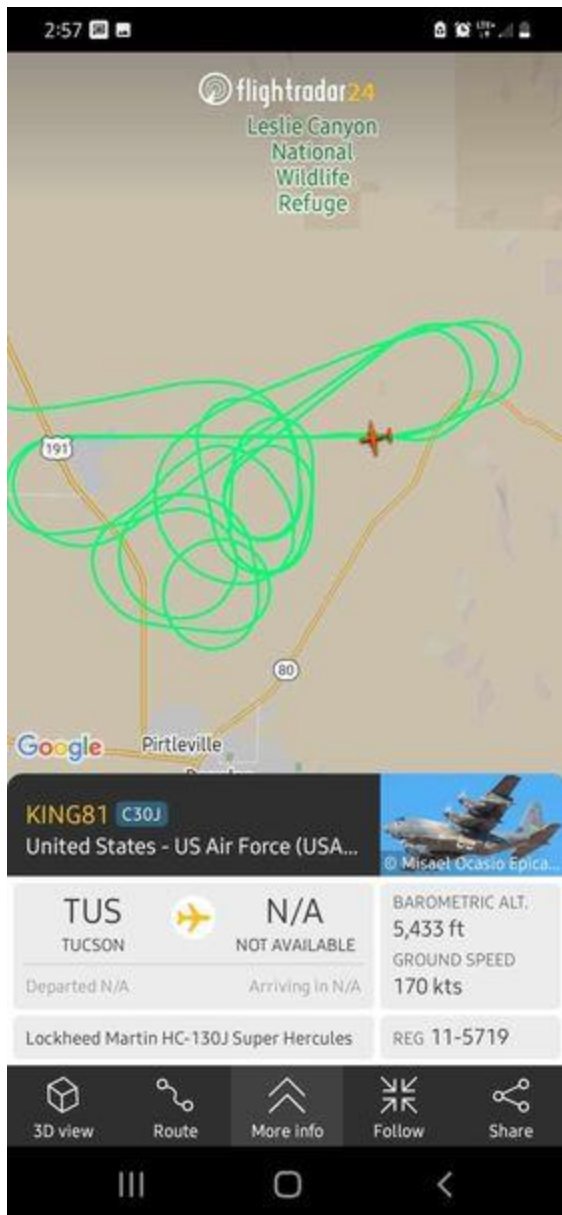 2:57
LTE+
flightradar24
Leslie Canyon
National
Wildlife
Refuge
191
80
Google
Pirtleville
KING81 C30J
United States - US Air Force (USA...
© Misael Ocasio Epica...
TUS
TUCSON
N/A
NOT AVAILABLE
Departed N/A
Arriving in N/A
BAROMETRIC ALT.
5,433 ft
GROUND SPEED
170 kts
Lockheed Martin HC-130J Super Hercules
REG 11-5719
3D view
Route
More info
Follow
Share